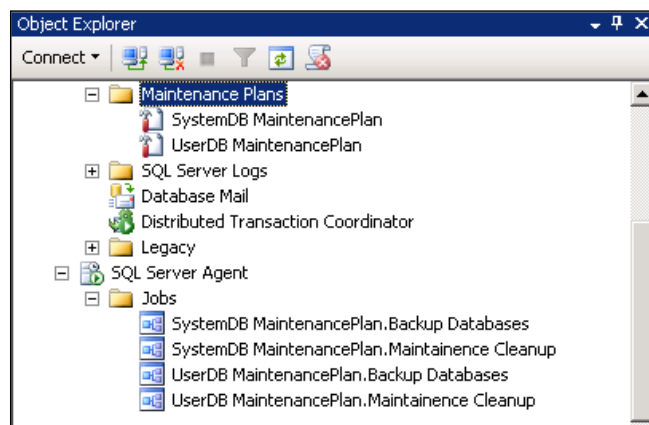 Object Explorer
Connect
Maintenance Plans
SystemDB MaintenancePlan
UserDB MaintenancePlan
SQL Server Logs
Database Mail
Distributed Transaction Coordinator
Legacy
SQL Server Agent
Jobs
SystemDB MaintenancePlan.Backup Databases
SystemDB MaintenancePlan.Maintainence Cleanup
UserDB MaintenancePlan.Backup Databases
UserDB MaintenancePlan.Maintainence Cleanup